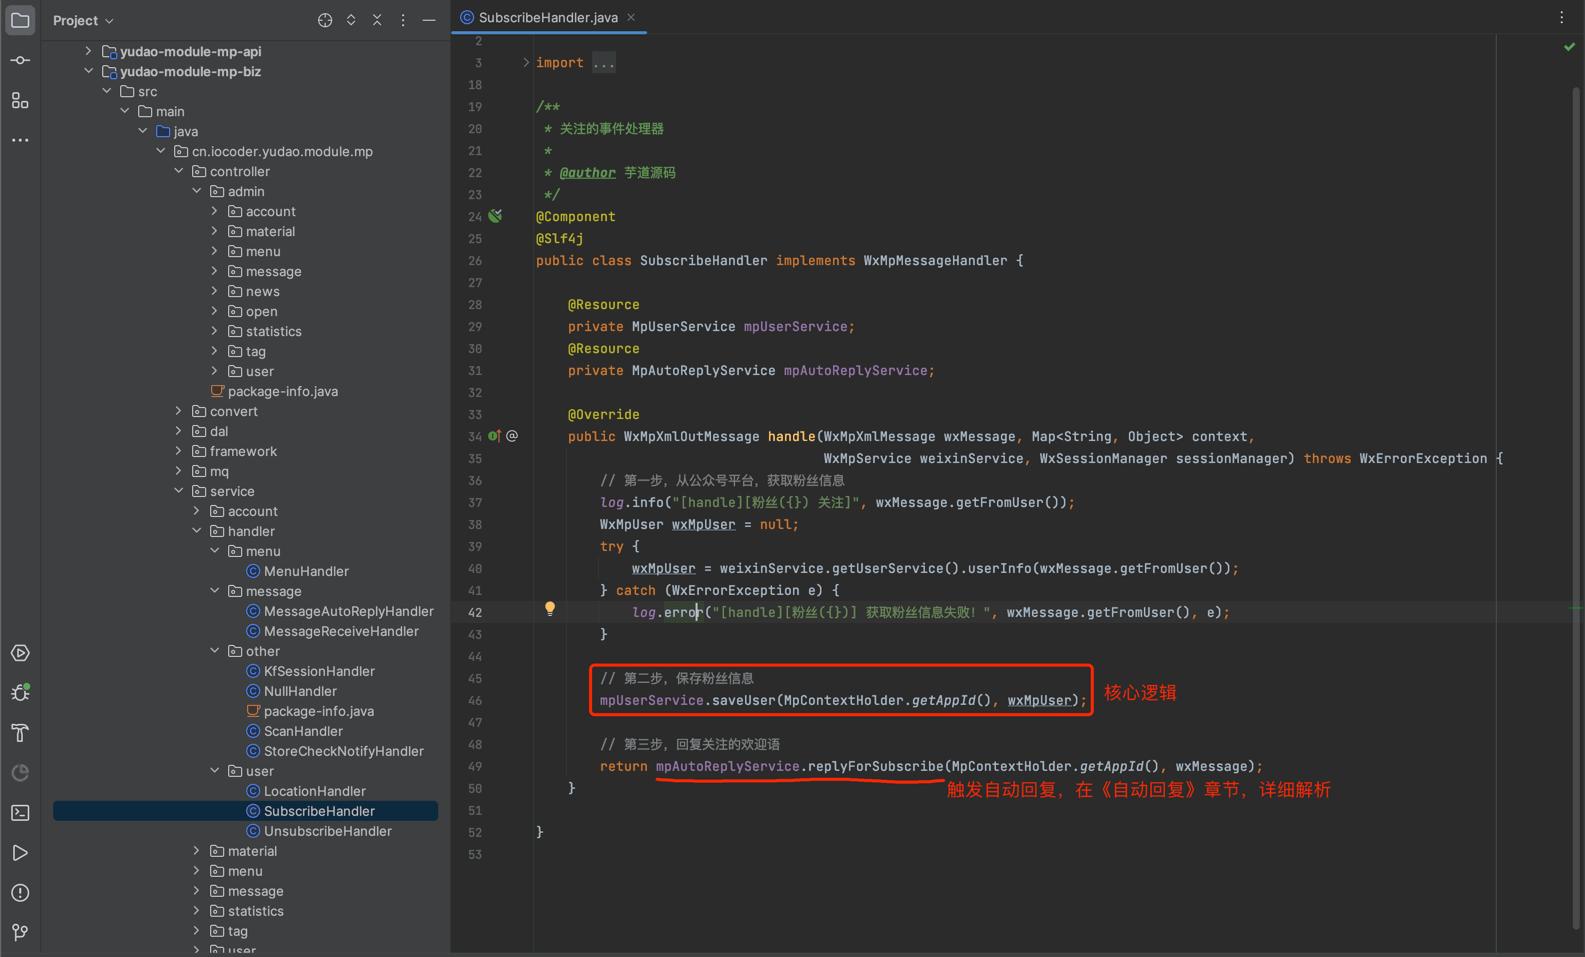 Project
SubscribeHandler.java
yudao-module-mp-api
yudao-module-mp-biz
src
main
java
cn.iocoder.yudao.module.mp
controller
admin
account
material
menu
message
news
open
statistics
tag
user
package-info.java
convert
dal
framework
mq
service
account
handler
menu
MenuHandler
message
MessageAutoReplyHandler
MessageReceiveHandler
other
KfSessionHandler
NullHandler
package-info.java
ScanHandler
StoreCheckNotifyHandler
user
LocationHandler
SubscribeHandler
UnsubscribeHandler
material
menu
message
statistics
tag
user
2
3 import ...
18
19 /**
20 * 关注的事件处理器
21 *
22 * @author 芋道源码
23 */
24 @Component
25 @Slf4j
26 public class SubscribeHandler implements WxMpMessageHandler {
27
28 @Resource
29 private MpUserService mpUserService;
30 @Resource
31 private MpAutoReplyService mpAutoReplyService;
32
33 @Override
34 public WxMpXmlOutMessage handle(WxMpXmlMessage wxMessage, Map<String, Object> context,
35 WxMpService weixinService, WxSessionManager sessionManager) throws WxErrorException {
36 // 第一步，从公众号平台，获取粉丝信息
37 log.info("[handle][粉丝({}) 关注]", wxMessage.getFromUser());
38 WxMpUser wxMpUser = null;
39 try {
40 wxMpUser = weixinService.getUserService().userInfo(wxMessage.getFromUser());
41 } catch (WxErrorException e) {
42 log.error("[handle][粉丝({})] 获取粉丝信息失败！", wxMessage.getFromUser(), e);
43 }
44
45 // 第二步，保存粉丝信息
46 mpUserService.saveUser(MpContextHolder.getAppId(), wxMpUser);
核心逻辑
47
48 // 第三步，回复关注的欢迎语
49 return mpAutoReplyService.replyForSubscribe(MpContextHolder.getAppId(), wxMessage);
50 }
触发自动回复，在《自动回复》章节，详细解析
51
52 }
53